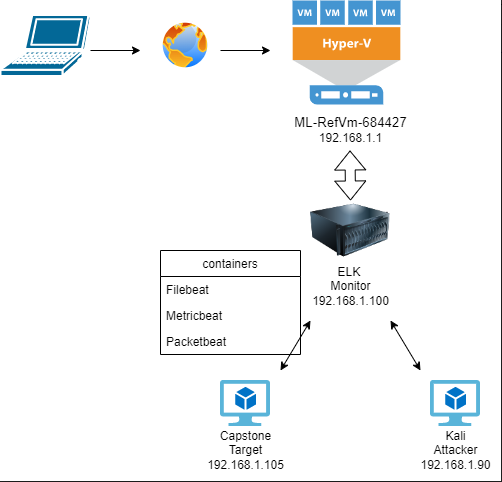 VM VM VM VM
Hyper-V
ML-RefVm-684427
192.168.1.1
ELK
Monitor
192.168.1.100
containers
Filebeat
Metricbeat
Packetbeat
Capstone
Target
192.168.1.105
Kali
Attacker
192.168.1.90